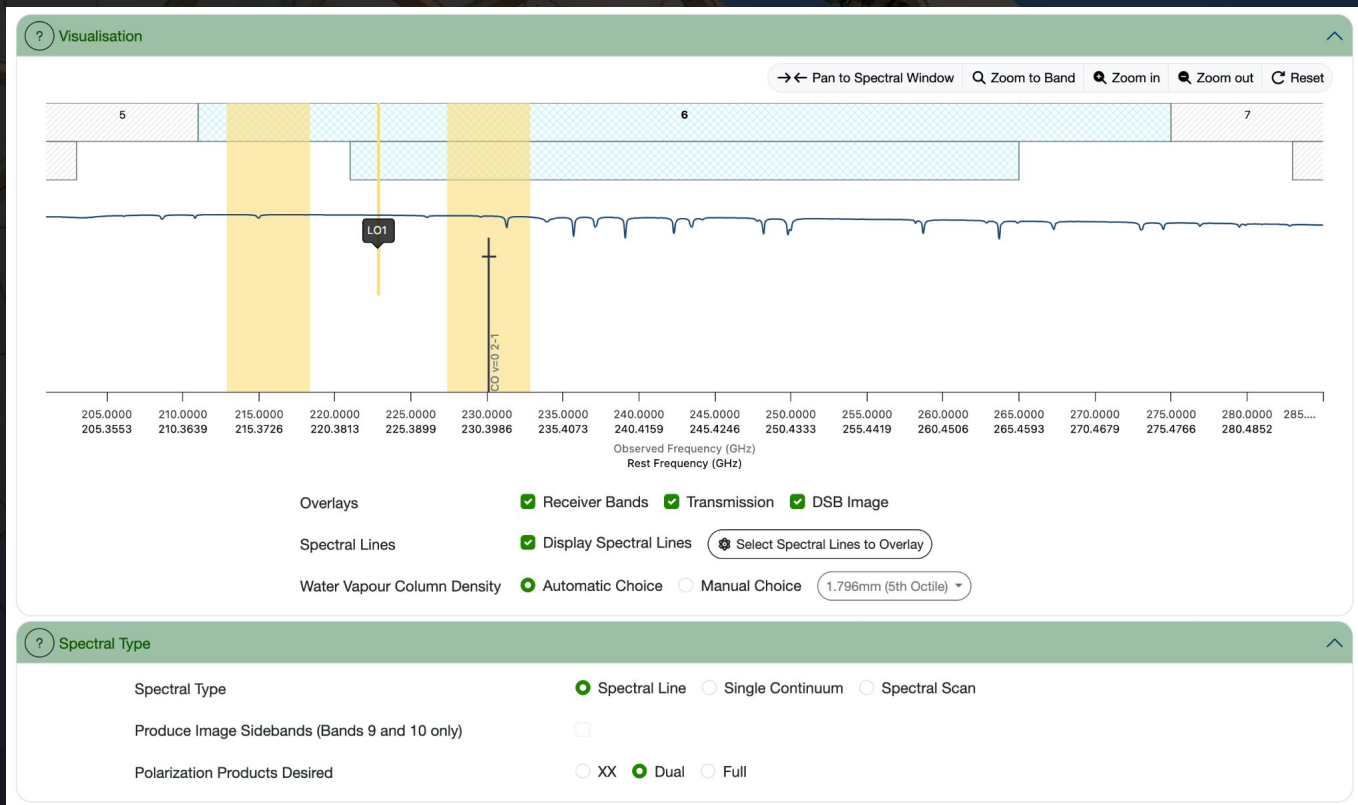 ? Visualisation
Pan to Spectral Window Zoom to Band Zoom in Zoom out Reset
5 6 7
LO1
CO v=0 2-1
205.0000 210.0000 215.0000 220.0000 225.0000 230.0000 235.0000 240.0000 245.0000 250.0000 255.0000 260.0000 265.0000 270.0000 275.0000 280.0000 285....
205.3553 210.3639 215.3726 220.3813 225.3899 230.3986 235.4073 240.4159 245.4246 250.4333 255.4419 260.4506 265.4593 270.4679 275.4766 280.4852
Observed Frequency (GHz)
Rest Frequency (GHz)
Overlays Receiver Bands Transmission DSB Image
Spectral Lines Display Spectral Lines Select Spectral Lines to Overlay
Water Vapour Column Density Automatic Choice Manual Choice 1.796mm (5th Octile)
? Spectral Type
Spectral Type Spectral Line Single Continuum Spectral Scan
Produce Image Sidebands (Bands 9 and 10 only)
Polarization Products Desired XX Dual Full